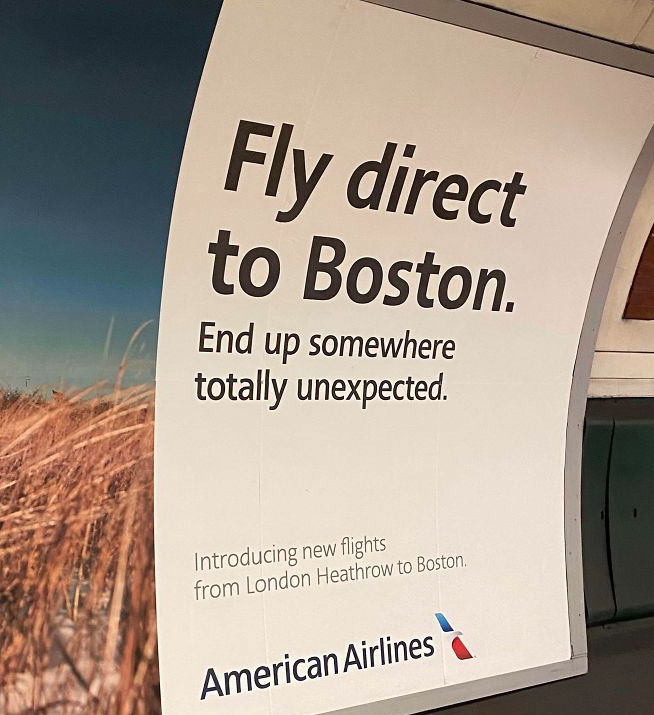 Fly direct
to Boston.
End up somewhere
totally unexpected.
Introducing new flights
from London Heathrow to Boston.
American Airlines